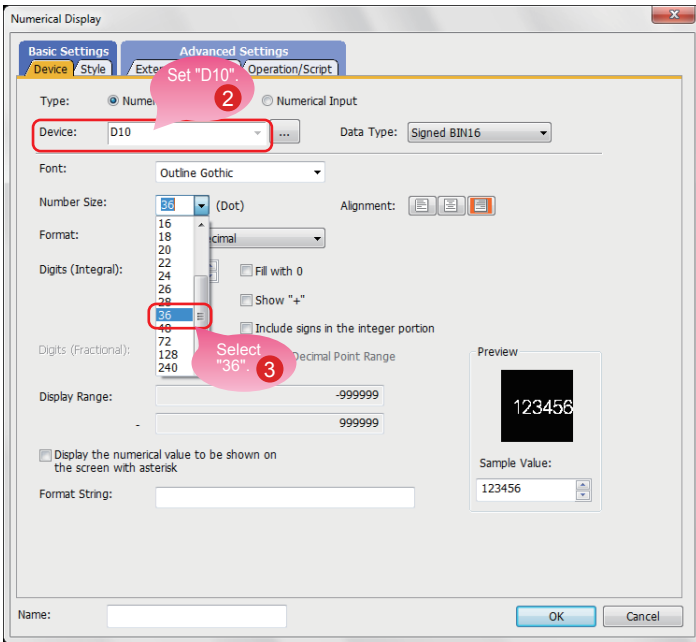 Numerical Display
Basic Settings
Advanced Settings
Device Style
Operation/Script
Set "D10".
2
Type:
Numerical Input
Device: D10
...
Data Type: Signed BIN16
Font: Outline Gothic
Number Size: 36 (Dot)
Alignment:
16
18
20
22
24
26
28
36
48
72
128
240
Format:
Digits (Integral):
Fill with 0
Show "+"
Include signs in the integer portion
Select
"36".
3
Digits (Fractional):
Decimal Point Range
Display Range: -999999
- 999999
Preview
123456
Sample Value:
123456
Display the numerical value to be shown on
the screen with asterisk
Format String:
Name:
OK Cancel